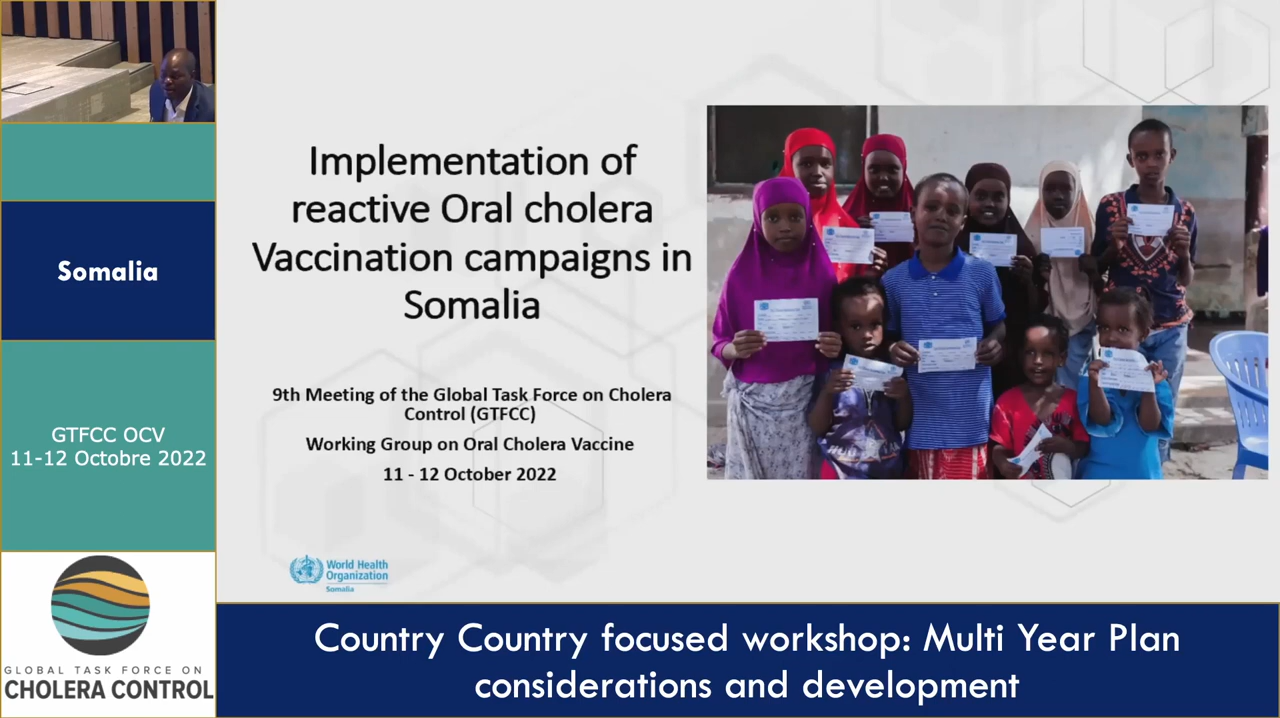 Somalia
GTFCC OCV
11-12 Octobre 2022
GLOBAL TASK FORCE ON
CHOLERA CONTROL
Implementation of
reactive Oral cholera
Vaccination campaigns in
Somalia
9th Meeting of the Global Task Force on Cholera
Control (GTFCC)
Working Group on Oral Cholera Vaccine
11 - 12 October 2022
World Health
Organization
Somalia
Country Country focused workshop: Multi Year Plan
considerations and development